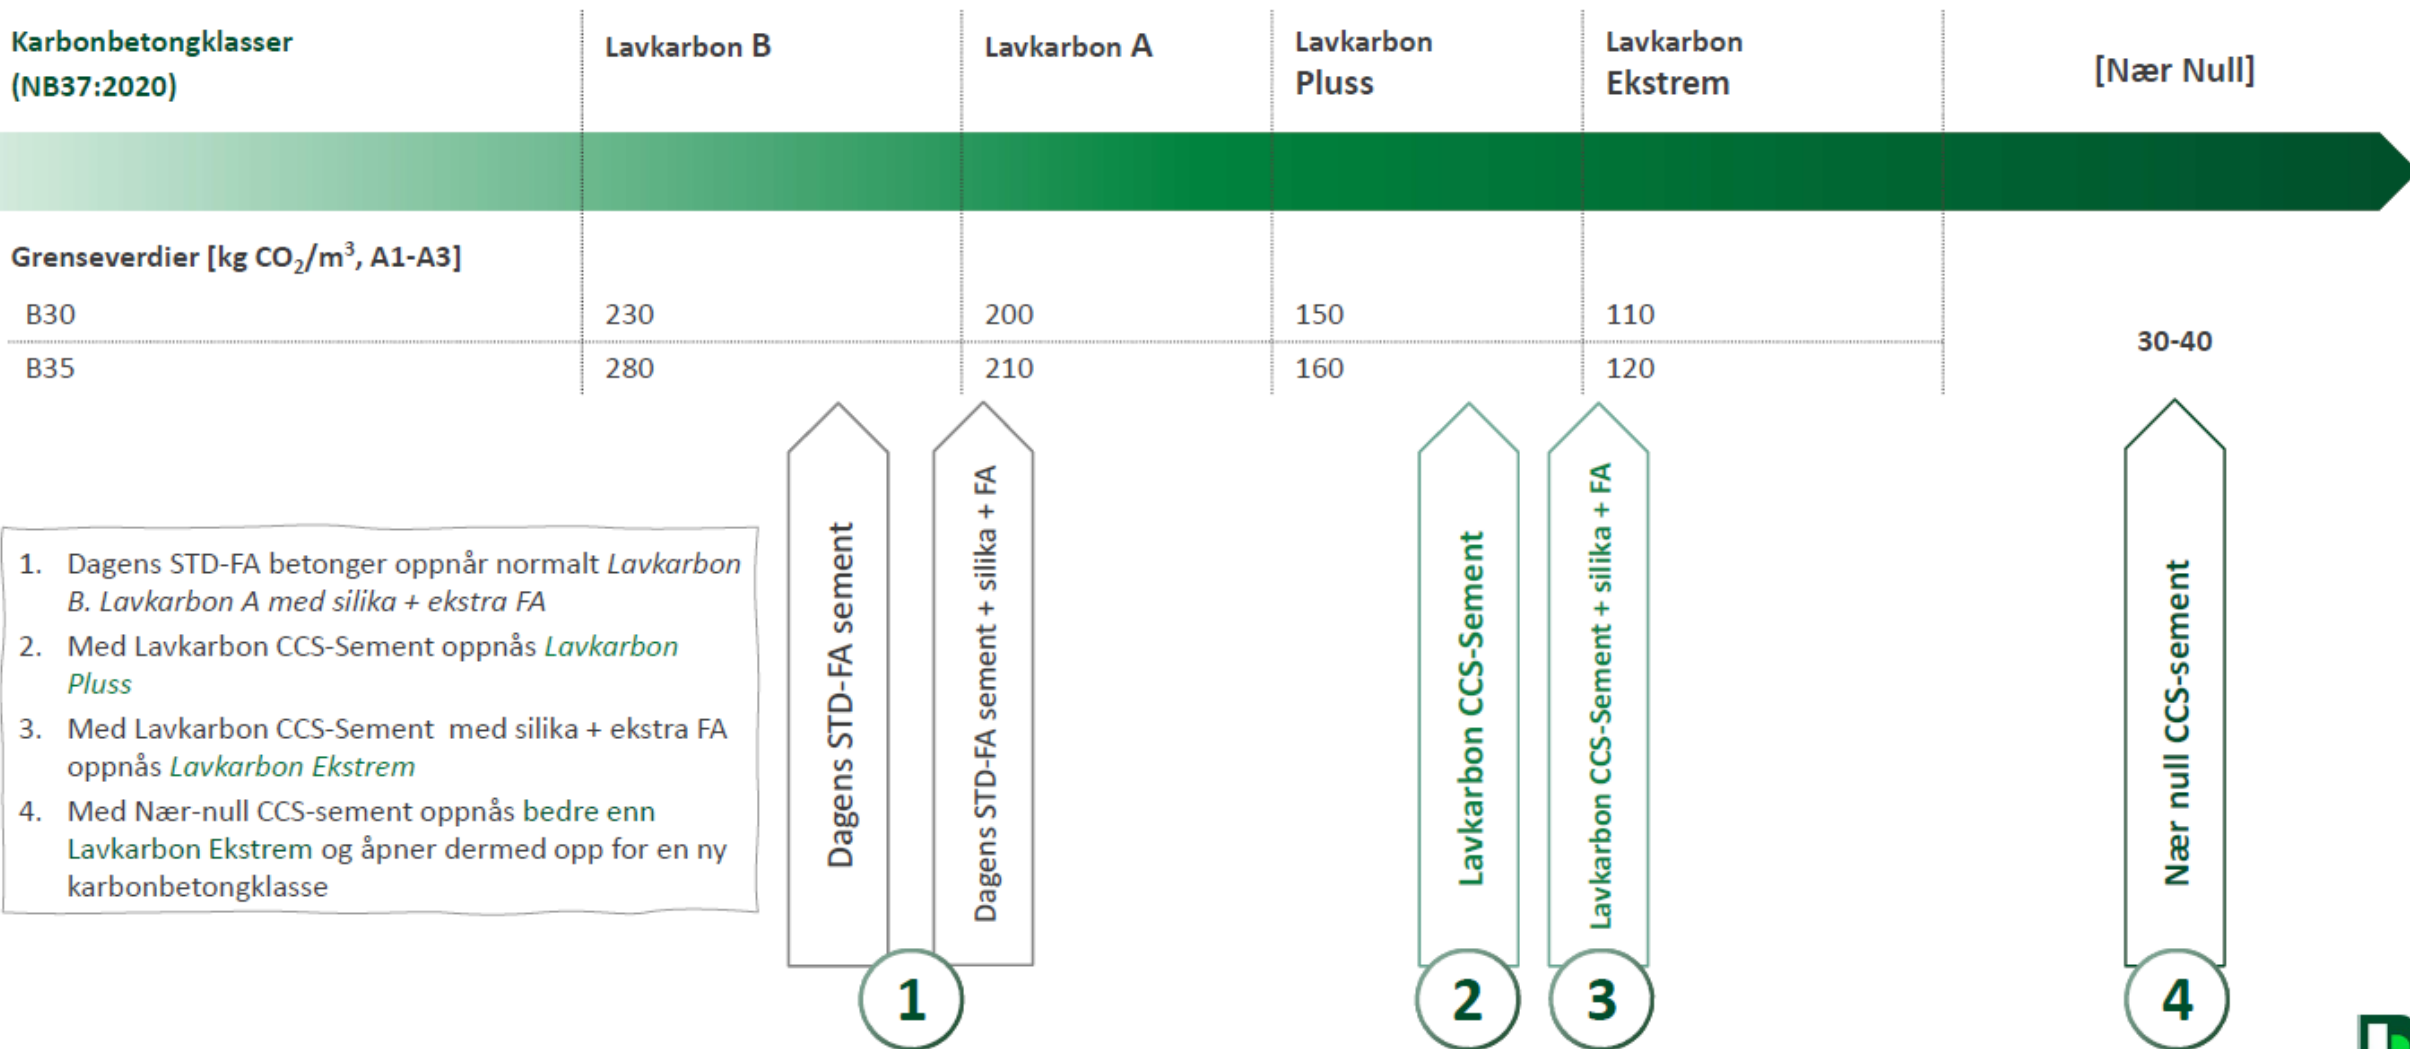 Karbonbetongklasser
(NB37:2020)
Lavkarbon B
Lavkarbon A
Lavkarbon
Pluss
Lavkarbon
Ekstrem
[Nær Null]
Grenseverdier [kg CO₂/m³, A1-A3]
B30 230 200 150 110
B35 280 210 160 120
30-40
1. Dagens STD-FA betonger oppnår normalt Lavkarbon
B. Lavkarbon A med silika + ekstra FA
2. Med Lavkarbon CCS-Sement oppnås Lavkarbon
Pluss
3. Med Lavkarbon CCS-Sement med silika + ekstra FA
oppnås Lavkarbon Ekstrem
4. Med Nær-null CCS-sement oppnås bedre enn
Lavkarbon Ekstrem og åpner dermed opp for en ny
karbonbetongklasse
Dagens STD-FA sement
Dagens STD-FA sement + silika + FA
Lavkarbon CCS-Sement
Lavkarbon CCS-Sement + silika + FA
Nær null CCS-sement
1
2
3
4